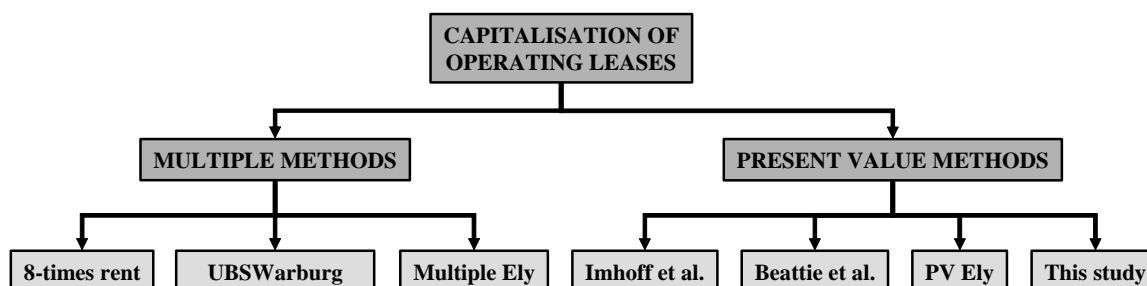 CAPITALISATION OF
OPERATING LEASES
MULTIPLE METHODS
PRESENT VALUE METHODS
8-times rent
UBSWarburg
Multiple Ely
Imhoff et al.
Beattie et al.
PV Ely
This study